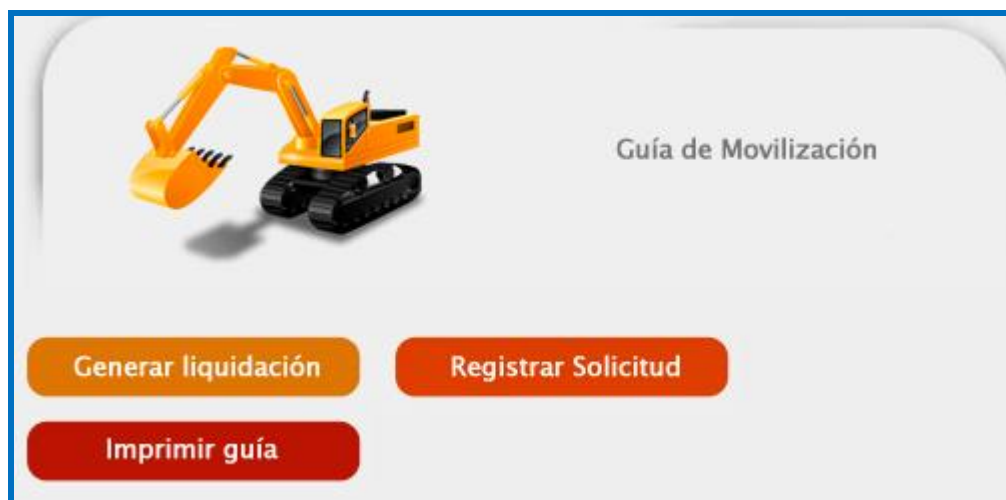 Guía de Movilización
Generar liquidación
Registrar Solicitud
Imprimir guía